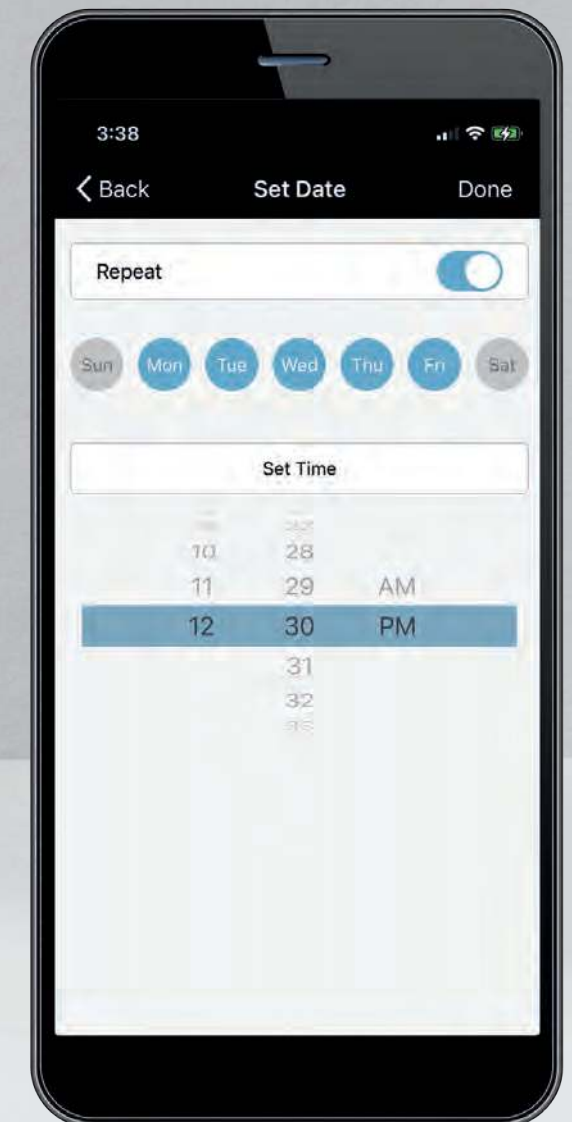 3:38
Back Set Date Done
Repeat
Sun Mon Tue Wed Thu Fri Sat
Set Time
10 28
11 29 AM
12 30 PM
31
32